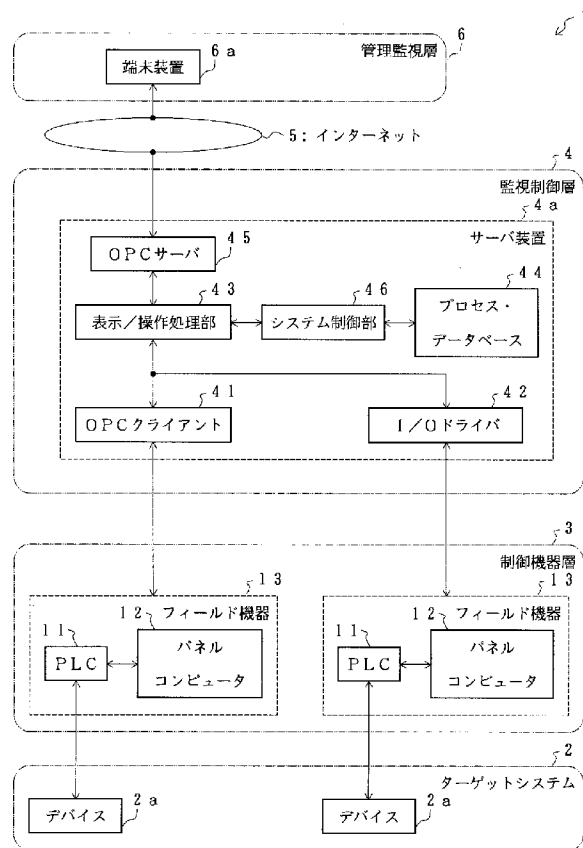 1
6
管理監視層
6a
端末装置
5:インターネット
4
監視制御層
4a
サーバ装置
45
OPCサーバ
43
表示/操作処理部
46
システム制御部
44
プロセス・
データベース
41
OPCクライアント
42
I/Oドライバ
3
制御機器層
13
フィールド機器
11
PLC
12
パネル
コンピュータ
13
フィールド機器
11
PLC
12
パネル
コンピュータ
2
ターゲットシステム
2a
デバイス
2a
デバイス